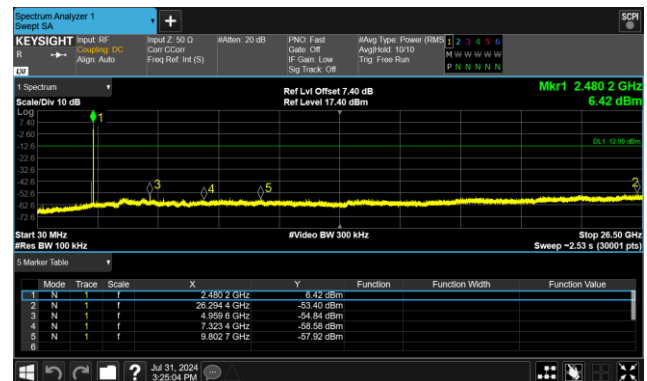 Spectrum Analyzer 1
Swept SA
+
SCPI
KEYSIGHT
R
LXI
Input: RF
Coupling: DC
Align: Auto
Input Z: 50 Ω
Corr CCorr
Freq Ref: Int (S)
#Atten: 20 dB
PNO: Fast
Gate: Off
IF Gain: Low
Sig Track: Off
#Avg Type: Power (RMS
Avg|Hold: 10/10
Trig: Free Run
1 2 3 4 5 6
M W W W W W
P N N N N N
1 Spectrum
Scale/Div 10 dB
Ref Lvl Offset 7.40 dB
Ref Level 17.40 dBm
Mkr1 2.480 2 GHz
6.42 dBm
Log
7.40
-2.60
-12.6
-22.6
-32.6
-42.6
-52.6
-62.6
-72.6
DL1 -12.90 dBm
1
2
3
4
5
Start 30 MHz
#Res BW 100 kHz
#Video BW 300 kHz
Stop 26.50 GHz
Sweep ~2.53 s (30001 pts)
5 Marker Table
Mode Trace Scale X Y Function Function Width Function Value
1 N 1 f 2.480 2 GHz 6.42 dBm
2 N 1 f 26.294 4 GHz -53.40 dBm
3 N 1 f 4.959 6 GHz -54.84 dBm
4 N 1 f 7.323 4 GHz -58.58 dBm
5 N 1 f 9.802 7 GHz -57.92 dBm
6
?
Jul 31, 2024
3:25:04 PM